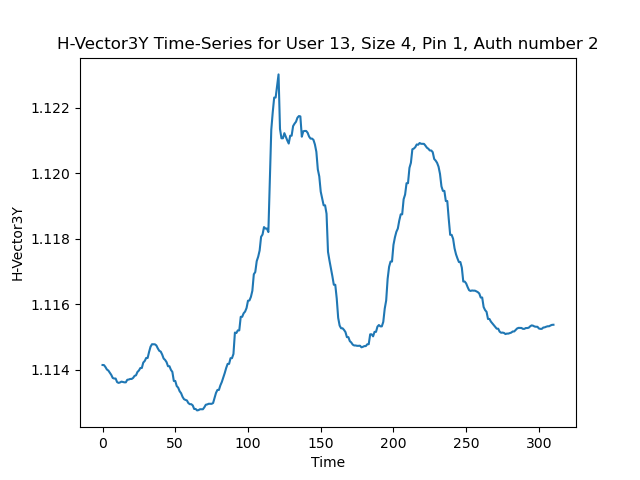 H-Vector3Y Time-Series for User 13, Size 4, Pin 1, Auth number 2
H-Vector3Y
1.122
1.120
1.118
1.116
1.114
0 50 100 150 200 250 300
Time